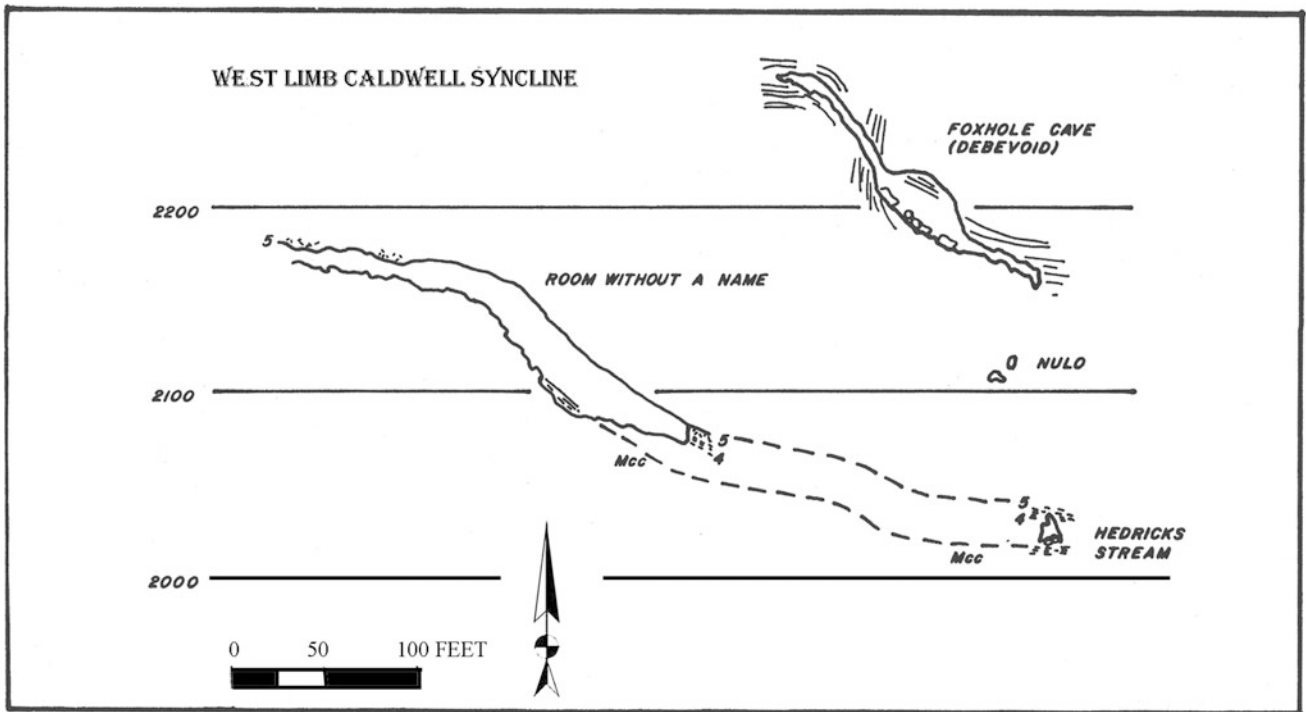 WEST LIMB CALDWELL SYNCLINE
FOXHOLE CAVE
(DEBEVOID)
2200
5
ROOM WITHOUT A NAME
NULO
2100
5
4
Mcc
5
4
HEDRICKS
STREAM
Mcc
2000
0 50 100 FEET